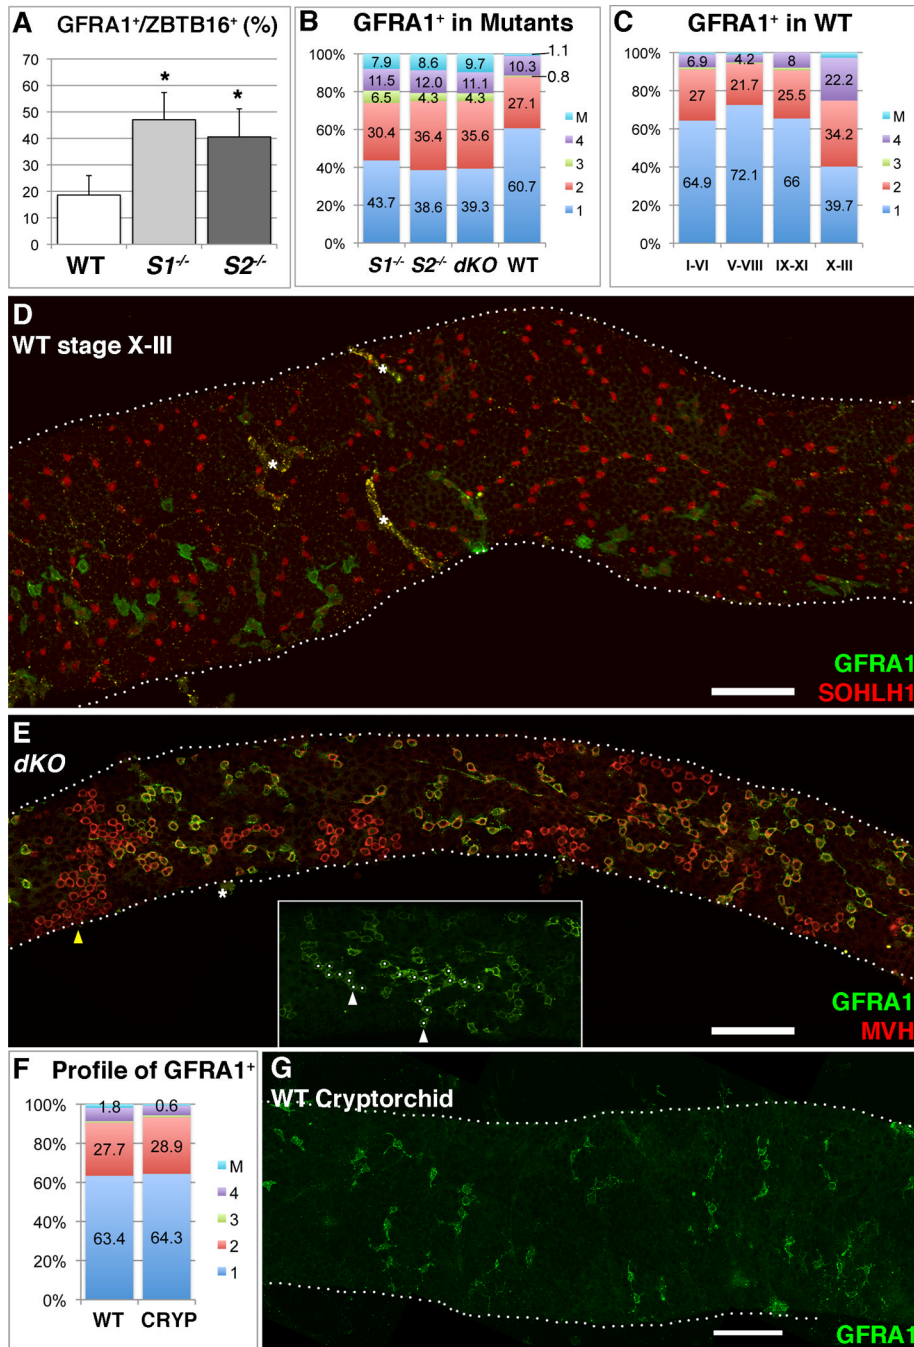 A GFRA1⁺/ZBTB16⁺ (%)
70
60
50
40
30
20
10
0
*
*
WT S1⁻/⁻ S2⁻/⁻
B GFRA1⁺ in Mutants
100%
80%
60%
40%
20%
0%
7.9 8.6 9.7 1.1
11.5 12.0 11.1 10.3
6.5 4.3 4.3 0.8
30.4 36.4 35.6 27.1
43.7 38.6 39.3 60.7
S1⁻/⁻ S2⁻/⁻ dKO WT
M
4
3
2
1
C GFRA1⁺ in WT
100%
80%
60%
40%
20%
0%
6.9 4.2 8 22.2
27 21.7 25.5 34.2
64.9 72.1 66 39.7
I-VI V-VIII IX-XI X-III
M
4
3
2
1
D
WT stage X-III
*
*
*
GFRA1
SOHLH1
E
dKO
*
GFRA1
MVH
F Profile of GFRA1⁺
100%
80%
60%
40%
20%
0%
1.8 0.6
27.7 28.9
63.4 64.3
WT CRYP
M
4
3
2
1
G
WT Cryptorchid
GFRA1